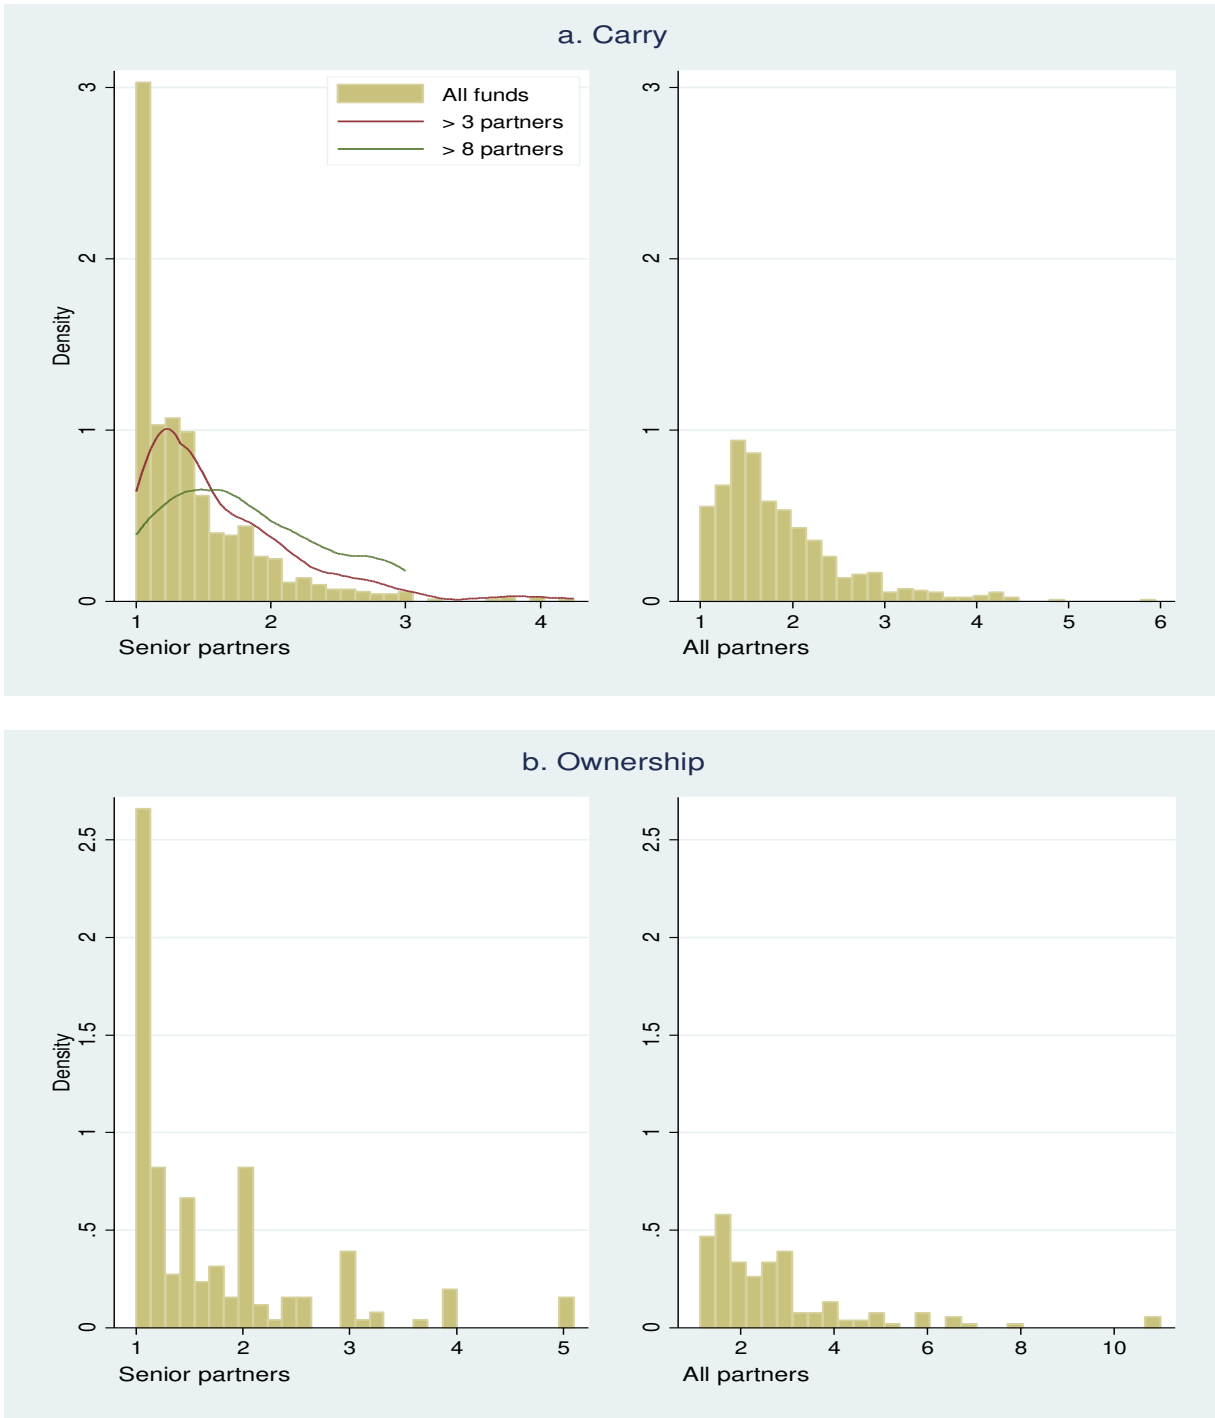 a. Carry
3
2
1
0
Density
All funds
> 3 partners
> 8 partners
1 2 3 4
Senior partners
3
2
1
0
1 2 3 4 5 6
All partners
b. Ownership
2.5
2
1.5
1
.5
0
Density
1 2 3 4 5
Senior partners
2.5
2
1.5
1
.5
0
2 4 6 8 10
All partners